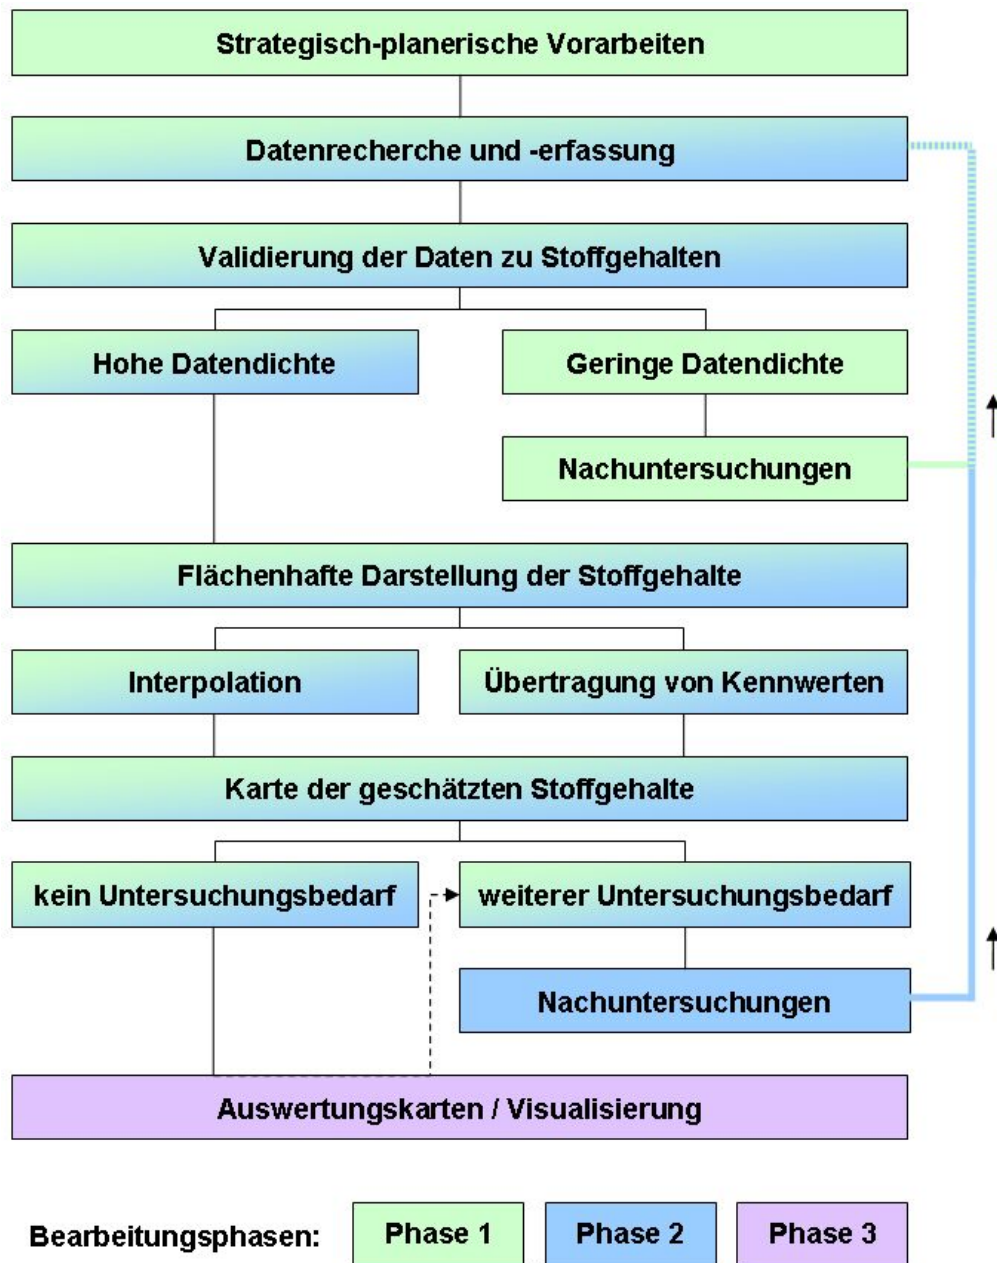 Strategisch-planerische Vorarbeiten
Datenrecherche und -erfassung
Validierung der Daten zu Stoffgehalten
Hohe Datendichte
Geringe Datendichte
Nachuntersuchungen
Flächenhafte Darstellung der Stoffgehalte
Interpolation
Übertragung von Kennwerten
Karte der geschätzten Stoffgehalte
kein Untersuchungsbedarf
weiterer Untersuchungsbedarf
Nachuntersuchungen
Auswertungskarten / Visualisierung
Bearbeitungsphasen:
Phase 1
Phase 2
Phase 3